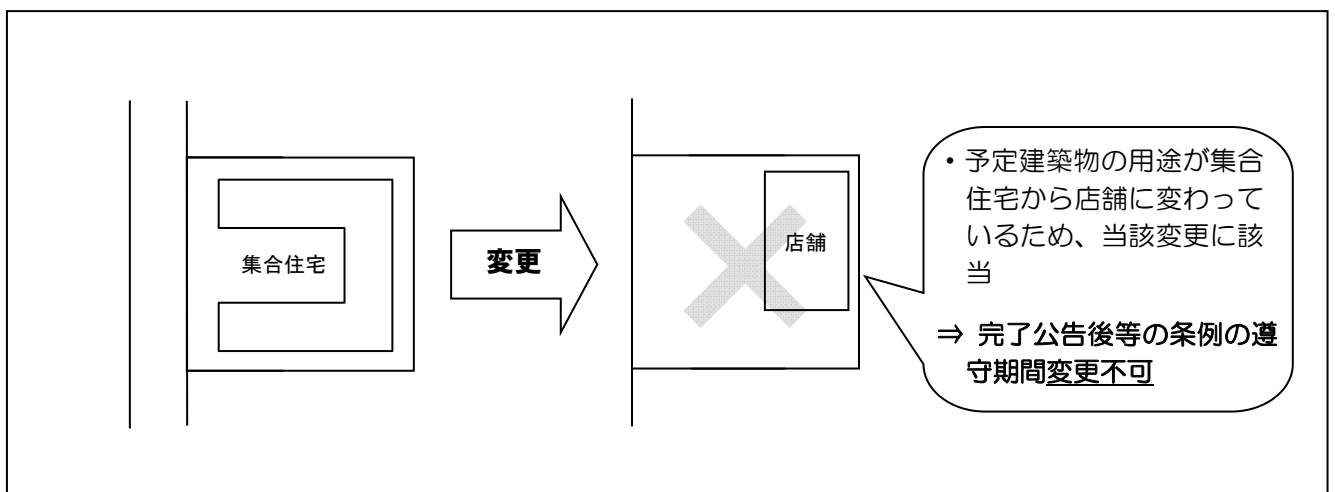 集合住宅
変更
店舗
・予定建築物の用途が集合
住宅から店舗に変わって
いるため、当該変更に該
当
⇒ 完了公告後等の条例の遵
守期間変更不可